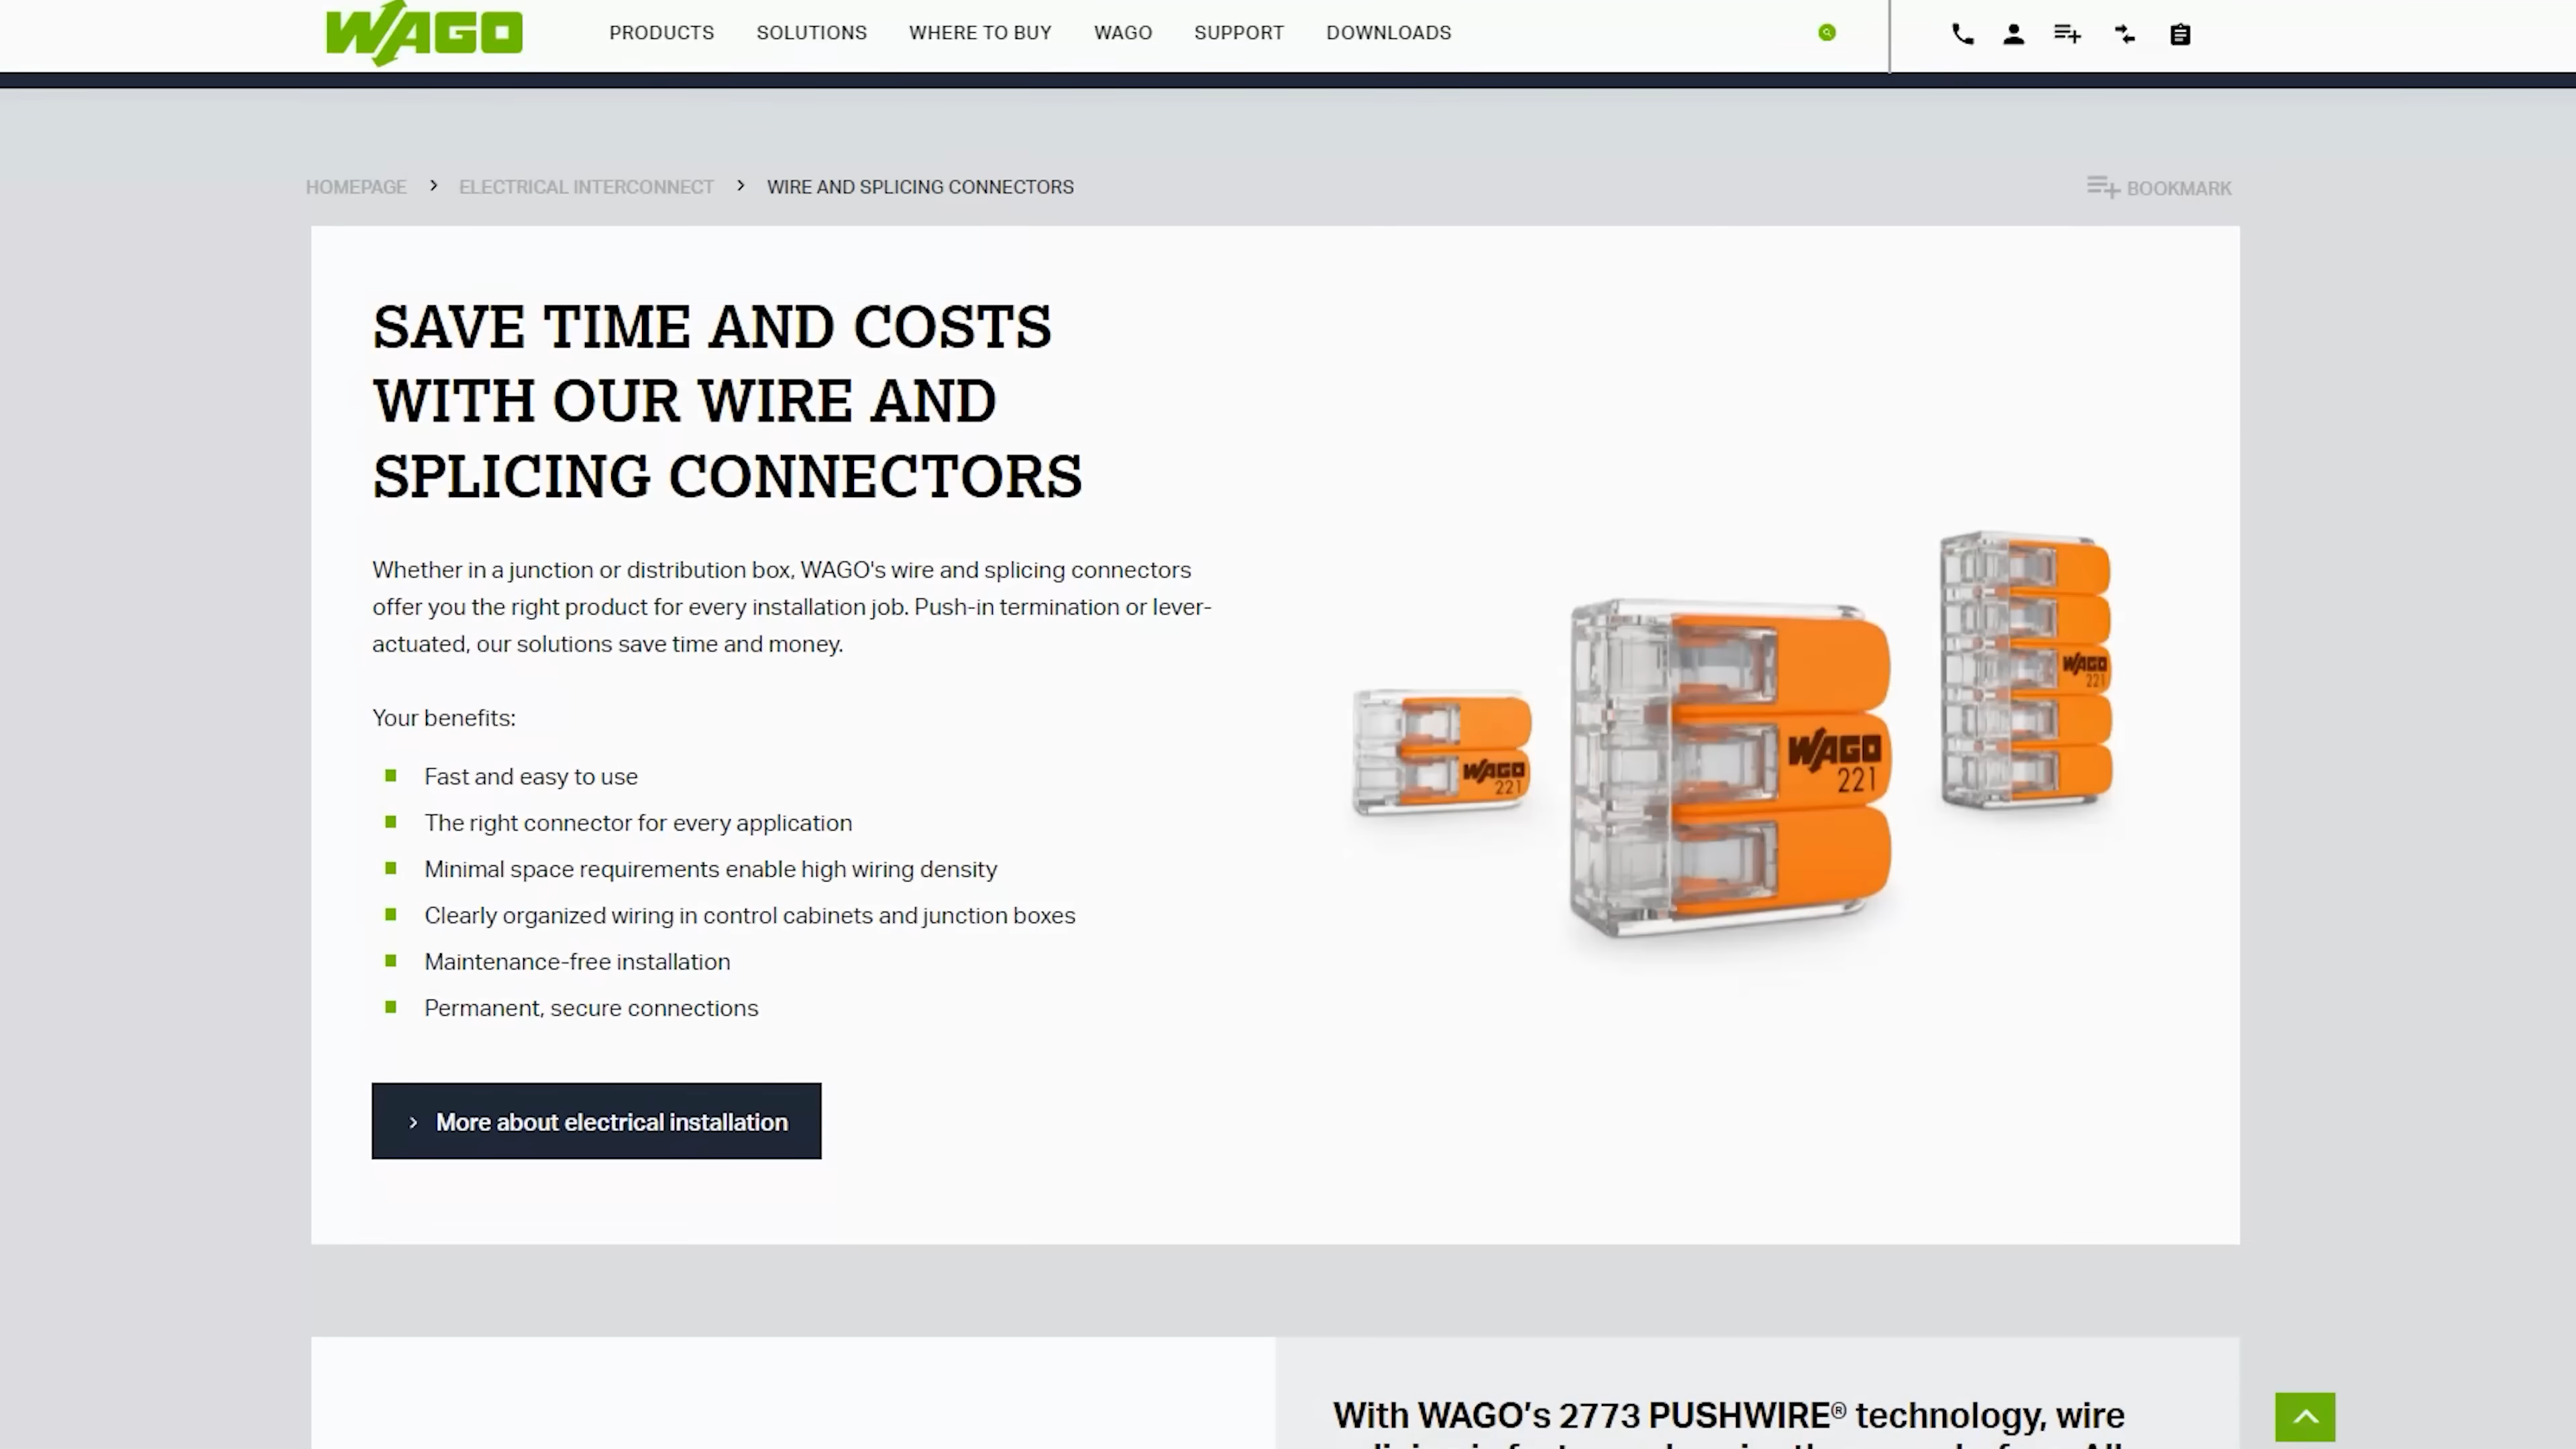 WAGO
PRODUCTS SOLUTIONS WHERE TO BUY WAGO SUPPORT DOWNLOADS
HOMEPAGE > ELECTRICAL INTERCONNECT > WIRE AND SPLICING CONNECTORS
BOOKMARK
SAVE TIME AND COSTS
WITH OUR WIRE AND
SPLICING CONNECTORS
Whether in a junction or distribution box, WAGO's wire and splicing connectors
offer you the right product for every installation job. Push-in termination or lever-
actuated, our solutions save time and money.
Your benefits:
Fast and easy to use
The right connector for every application
Minimal space requirements enable high wiring density
Clearly organized wiring in control cabinets and junction boxes
Maintenance-free installation
Permanent, secure connections
> More about electrical installation
WAGO
221
WAGO
221
WAGO
221
With WAGO's 2773 PUSHWIRE® technology, wire